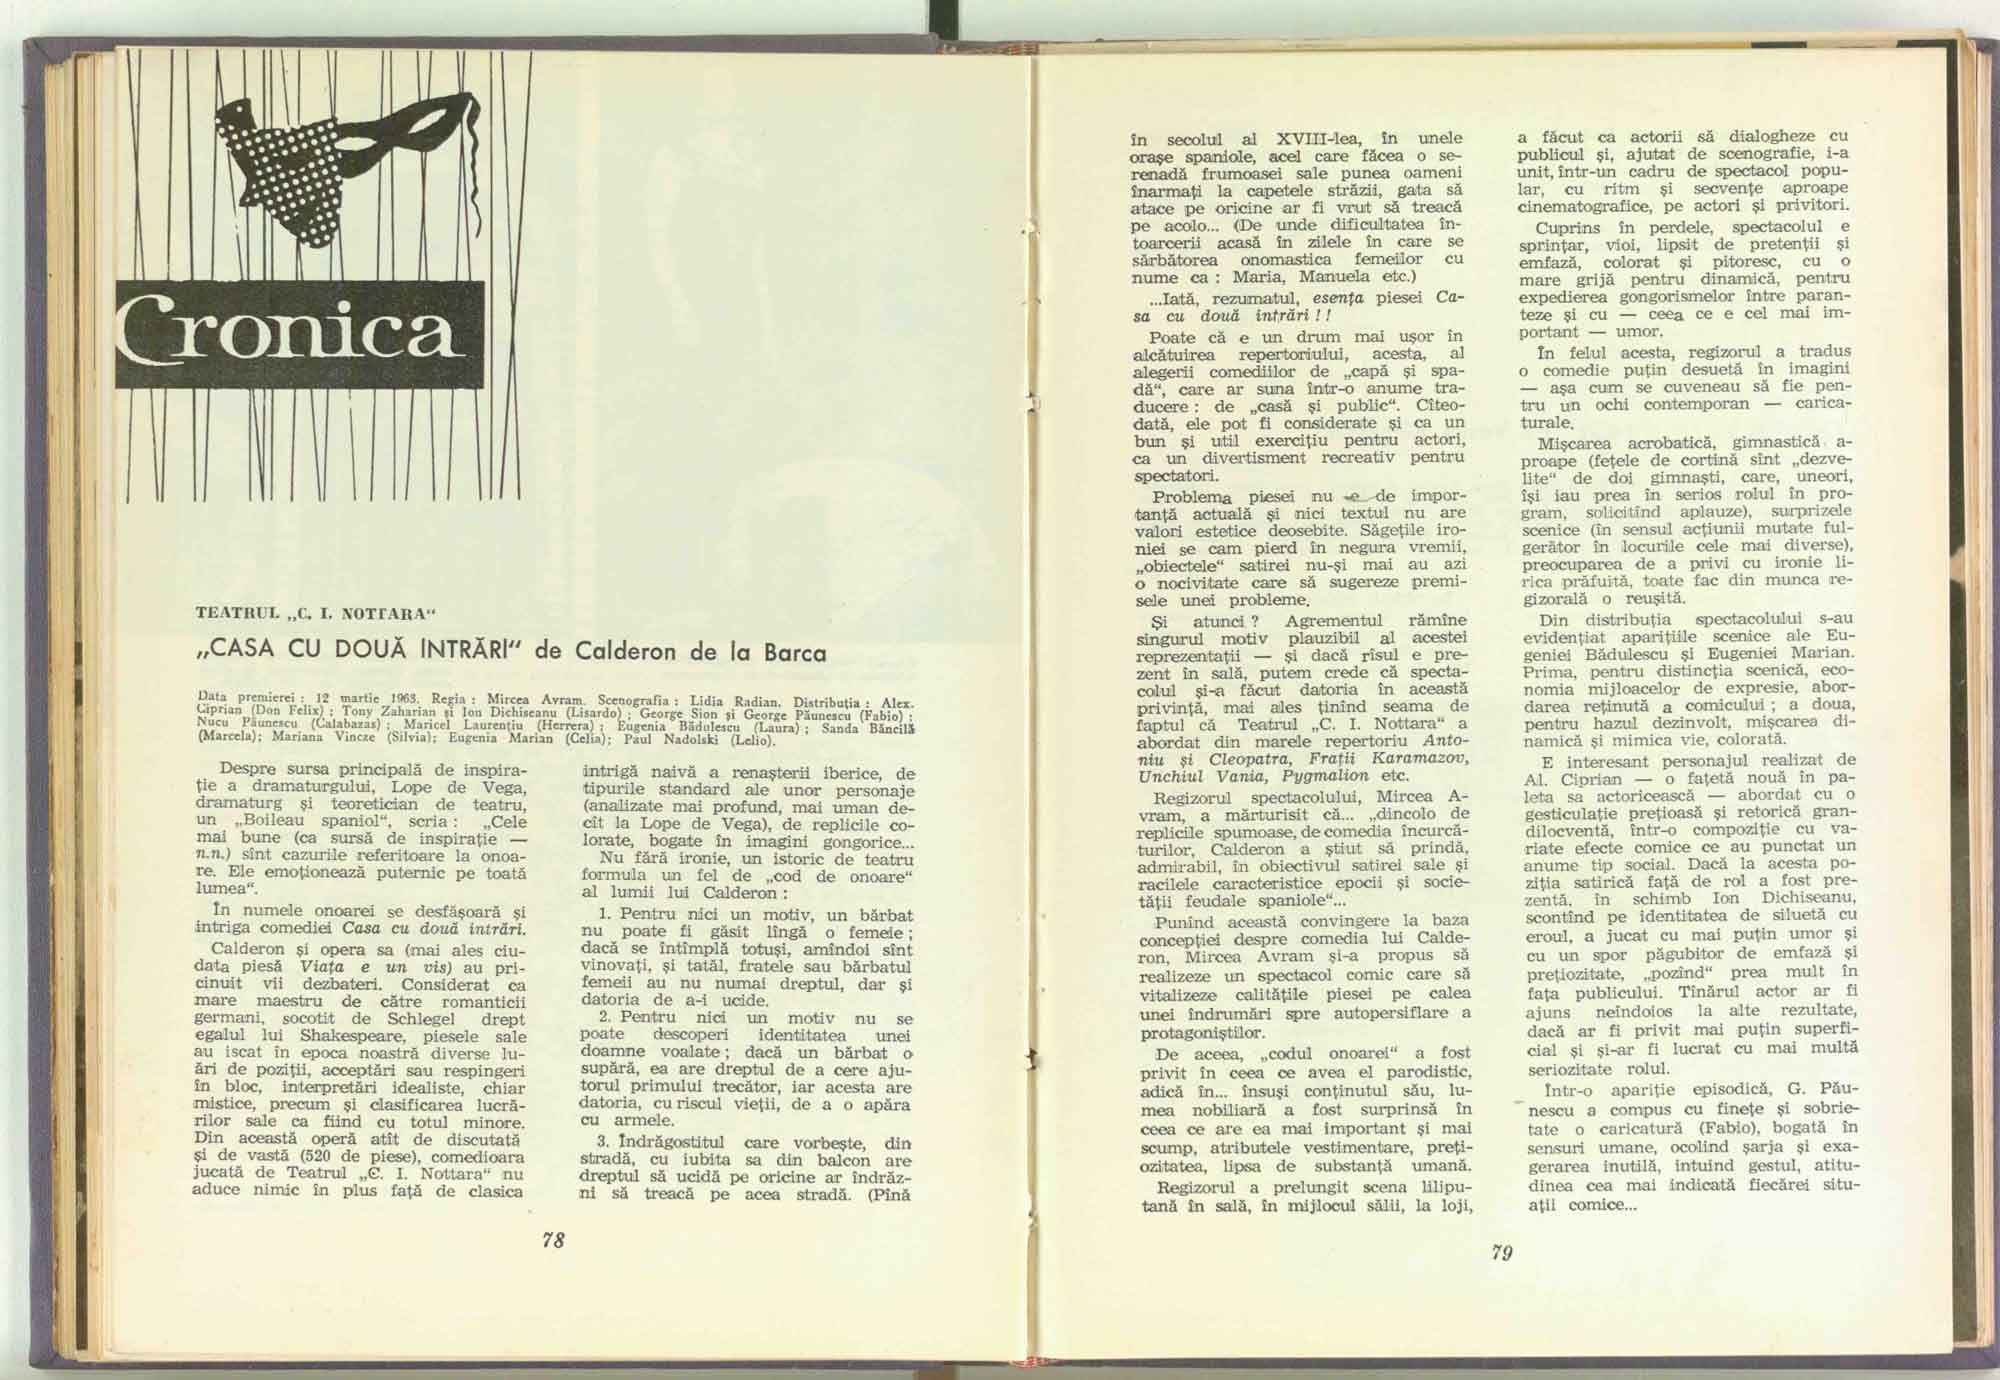 Cronica
TEATRUL „C. I. NOTTARA“
„CASA CU DOUĂ INTRĂRI“ de Calderon de la Barca
Data premierei : 12 martie 1963. Regia : Mircea Avram. Scenografia : Lidia Radian. Distribuția : Alex.
Ciprian (Don Felix) ; Tony Zaharian și Ion Dichiseanu (Lisardo) ; George Sion și George Păunescu (Fabio) ;
Nucu Păunescu (Calabazas) ; Maricel Laurențiu (Herrera) ; Eugenia Bădulescu (Laura) ; Sanda Băncilă
(Marcela); Mariana Vincze (Silvia); Eugenia Marian (Celia); Paul Nadolski (Lelio).
Despre sursa principală de inspira-
ție a dramaturgului, Lope de Vega,
dramaturg și teoretician de teatru,
un „Boileau spaniol“, scria : „Cele
mai bune (ca sursă de inspirație —
n.n.) sînt cazurile referitoare la onoa-
re. Ele emoționează puternic pe toată
lumea“.
În numele onoarei se desfășoară și
intriga comediei Casa cu două intrări.
Calderon și opera sa (mai ales ciu-
data piesă Viața e un vis) au pri-
cinuit vii dezbateri. Considerat ca
mare maestru de către romanticii
germani, socotit de Schlegel drept
egalul lui Shakespeare, piesele sale
au iscat în epoca noastră diverse lu-
ări de poziții, acceptări sau respingeri
în bloc, interpretări idealiste, chiar
mistice, precum și clasificarea lucră-
rilor sale ca fiind cu totul minore.
Din această operă atît de discutată
și de vastă (520 de piese), comedioara
jucată de Teatrul „C. I. Nottara“ nu
aduce nimic în plus față de clasica
intrigă naivă a renașterii iberice, de
tipurile standard ale unor personaje
(analizate mai profund, mai uman de-
cît la Lope de Vega), de replicile co-
lorate, bogate în imagini gongorice...
Nu fără ironie, un istoric de teatru
formula un fel de „cod de onoare“
al lumii lui Calderon :
1. Pentru nici un motiv, un bărbat
nu poate fi găsit lîngă o femeie ;
dacă se întîmplă totuși, amîndoi sînt
vinovați, și tatăl, fratele sau bărbatul
femeii au nu numai dreptul, dar și
datoria de a-i ucide.
2. Pentru nici un motiv nu se
poate descoperi identitatea unei
doamne voalate ; dacă un bărbat o
supără, ea are dreptul de a cere aju-
torul primului trecător, iar acesta are
datoria, cu riscul vieții, de a o apăra
cu armele.
3. Îndrăgostitul care vorbește, din
stradă, cu iubita sa din balcon are
dreptul să ucidă pe oricine ar îndrăz-
ni să treacă pe acea stradă. (Pînă
78
în secolul al XVIII-lea, în unele
orașe spaniole, acel care făcea o se-
renadă frumoasei sale punea oameni
înarmați la capetele străzii, gata să
atace pe oricine ar fi vrut să treacă
pe acolo... (De unde dificultatea în-
toarcerii acasă în zilele în care se
sărbătorea onomastica femeilor cu
nume ca : Maria, Manuela etc.)
...Iată, rezumatul, esența piesei Ca-
sa cu două intrări ! !
Poate că e un drum mai ușor în
alcătuirea repertoriului, acesta, al
alegerii comediilor de „capă și spa-
dă“, care ar suna într-o anume tra-
ducere : de „casă și public“. Cîteo-
dată, ele pot fi considerate și ca un
bun și util exercițiu pentru actori,
ca un divertisment recreativ pentru
spectatori.
Problema piesei nu e de impor-
tanță actuală și nici textul nu are
valori estetice deosebite. Săgețile iro-
niei se cam pierd în negura vremii,
„obiectele“ satirei nu-și mai au azi
o nocivitate care să sugereze premi-
sele unei probleme.
Și atunci ? Agrementul rămîne
singurul motiv plauzibil al acestei
reprezentații — și dacă rîsul e pre-
zent în sală, putem crede că specta-
colul și-a făcut datoria în această
privință, mai ales ținînd seama de
faptul că Teatrul „C. I. Nottara“ a
abordat din marele repertoriu Anto-
niu și Cleopatra, Frații Karamazov,
Unchiul Vania, Pygmalion etc.
Regizorul spectacolului, Mircea A-
vram, a mărturisit că... „dincolo de
replicile spumoase, de comedia încurcă-
turilor, Calderon a știut să prindă,
admirabil, în obiectivul satirei sale și
racilele caracteristice epocii și socie-
tății feudale spaniole“...
Punînd această convingere la baza
concepției despre comedia lui Calde-
ron, Mircea Avram și-a propus să
realizeze un spectacol comic care să
vitalizeze calitățile piesei pe calea
unei îndrumări spre autopersiflare a
protagoniștilor.
De aceea, „codul onoarei“ a fost
privit în ceea ce avea el parodistic,
adică în... însuși conținutul său, lu-
mea nobiliară a fost surprinsă în
ceea ce are ea mai important și mai
scump, atributele vestimentare, preți-
ozitatea, lipsa de substanță umană.
Regizorul a prelungit scena lilipu-
tană în sală, în mijlocul sălii, la loji,
a făcut ca actorii să dialogheze cu
publicul și, ajutat de scenografie, i-a
unit, într-un cadru de spectacol popu-
lar, cu ritm și secvențe aproape
cinematografice, pe actori și privitori.
Cuprins în perdele, spectacolul e
sprințar, vioi, lipsit de pretenții și
emfază, colorat și pitoresc, cu o
mare grijă pentru dinamică, pentru
expedierea gongorismelor între paran-
teze și cu — ceea ce e cel mai im-
portant — umor.
În felul acesta, regizorul a tradus
o comedie puțin desuetă în imagini
— așa cum se cuveneau să fie pen-
tru un ochi contemporan — carica-
turale.
Mișcarea acrobatică, gimnastică a-
proape (fețele de cortină sînt „dezve-
lite“ de doi gimnaști, care, uneori,
își iau prea în serios rolul în pro-
gram, solicitînd aplauze), surprizele
scenice (în sensul acțiunii mutate ful-
gerător în locurile cele mai diverse),
preocuparea de a privi cu ironie li-
rica prăfuită, toate fac din munca re-
gizorală o reușită.
Din distribuția spectacolului s-au
evidențiat aparițiile scenice ale Eu-
geniei Bădulescu și Eugeniei Marian.
Prima, pentru distincția scenică, eco-
nomia mijloacelor de expresie, abor-
darea reținută a comicului ; a doua,
pentru hazul dezinvolt, mișcarea di-
namică și mimica vie, colorată.
E interesant personajul realizat de
Al. Ciprian — o fațetă nouă în pa-
leta sa actoricească — abordat cu o
gesticulație prețioasă și retorică gran-
dilocventă, într-o compoziție cu va-
riate efecte comice ce au punctat un
anume tip social. Dacă la acesta po-
ziția satirică față de rol a fost pre-
zentă, în schimb Ion Dichiseanu,
scontînd pe identitatea de siluetă cu
eroul, a jucat cu mai puțin umor și
cu un spor păgubitor de emfază și
prețiozitate, „pozînd“ prea mult în
fața publicului. Tînărul actor ar fi
ajuns neîndoios la alte rezultate,
dacă ar fi privit mai puțin superfi-
cial și și-ar fi lucrat cu mai multă
seriozitate rolul.
Într-o apariție episodică, G. Pău-
nescu a compus cu finețe și sobrie-
tate o caricatură (Fabio), bogată în
sensuri umane, ocolind șarja și exa-
gerarea inutilă, intuind gestul, atitu-
dinea cea mai indicată fiecărei situ-
ații comice...
79